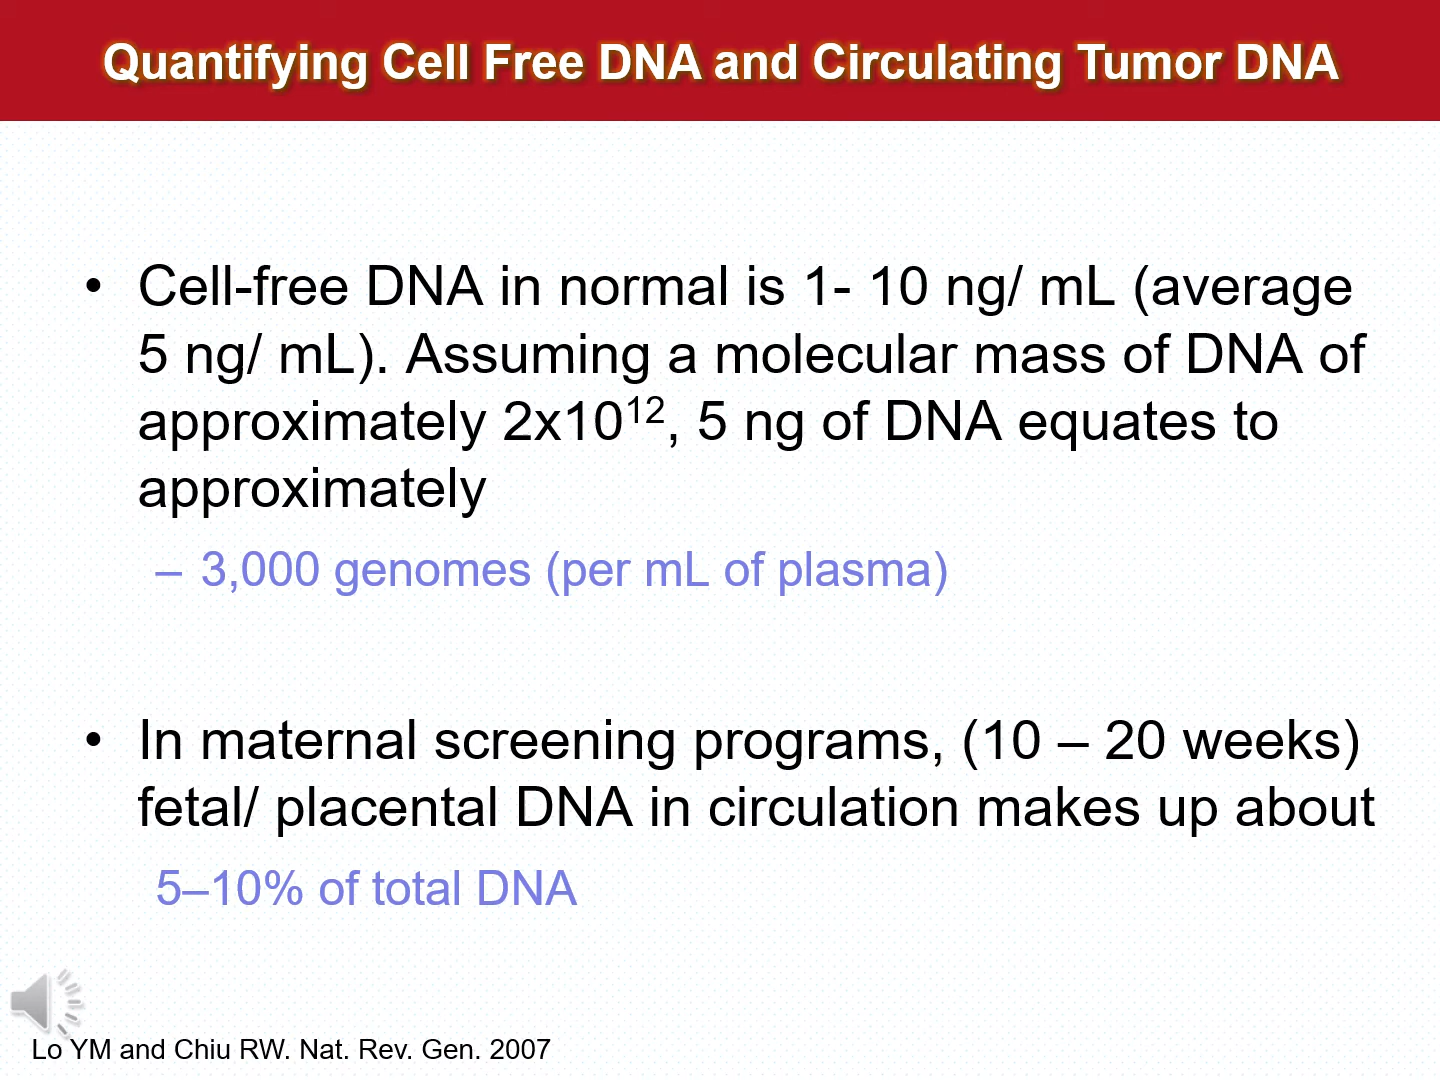 Quantifying Cell Free DNA and Circulating Tumor DNA
• Cell-free DNA in normal is 1- 10 ng/ mL (average
5 ng/ mL). Assuming a molecular mass of DNA of
approximately 2x10¹², 5 ng of DNA equates to
approximately
– 3,000 genomes (per mL of plasma)
• In maternal screening programs, (10 – 20 weeks)
fetal/ placental DNA in circulation makes up about
5–10% of total DNA
Lo YM and Chiu RW. Nat. Rev. Gen. 2007